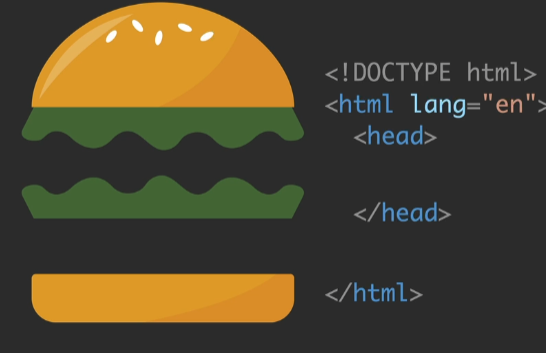 <!DOCTYPE html>
<html lang="en">
<head>
</head>
</html>